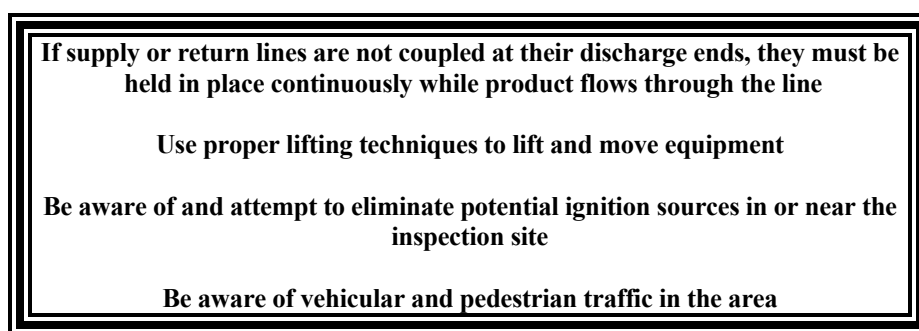 If supply or return lines are not coupled at their discharge ends, they must be
held in place continuously while product flows through the line
Use proper lifting techniques to lift and move equipment
Be aware of and attempt to eliminate potential ignition sources in or near the
inspection site
Be aware of vehicular and pedestrian traffic in the area